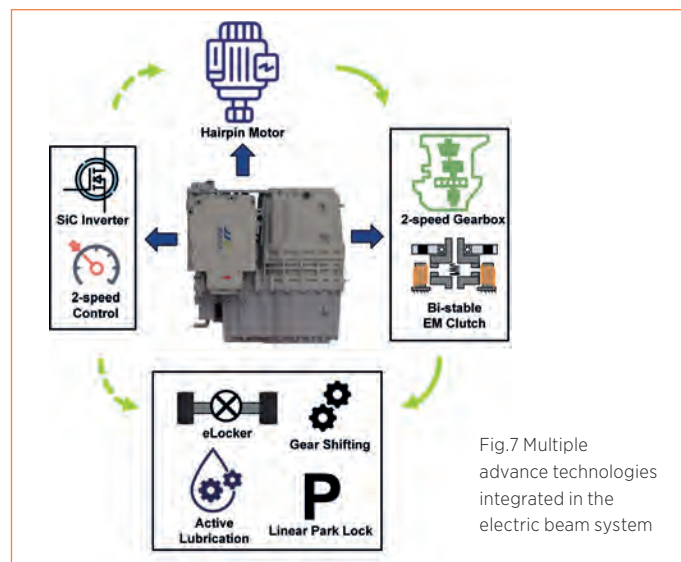 Hairpin Motor
SiC Inverter
2-speed
Control
2-speed Gearbox
Bi-stable
EM Clutch
eLocker
Gear Shifting
Active
Lubrication
P
Linear Park Lock
Fig.7 Multiple
advance technologies
integrated in the
electric beam system